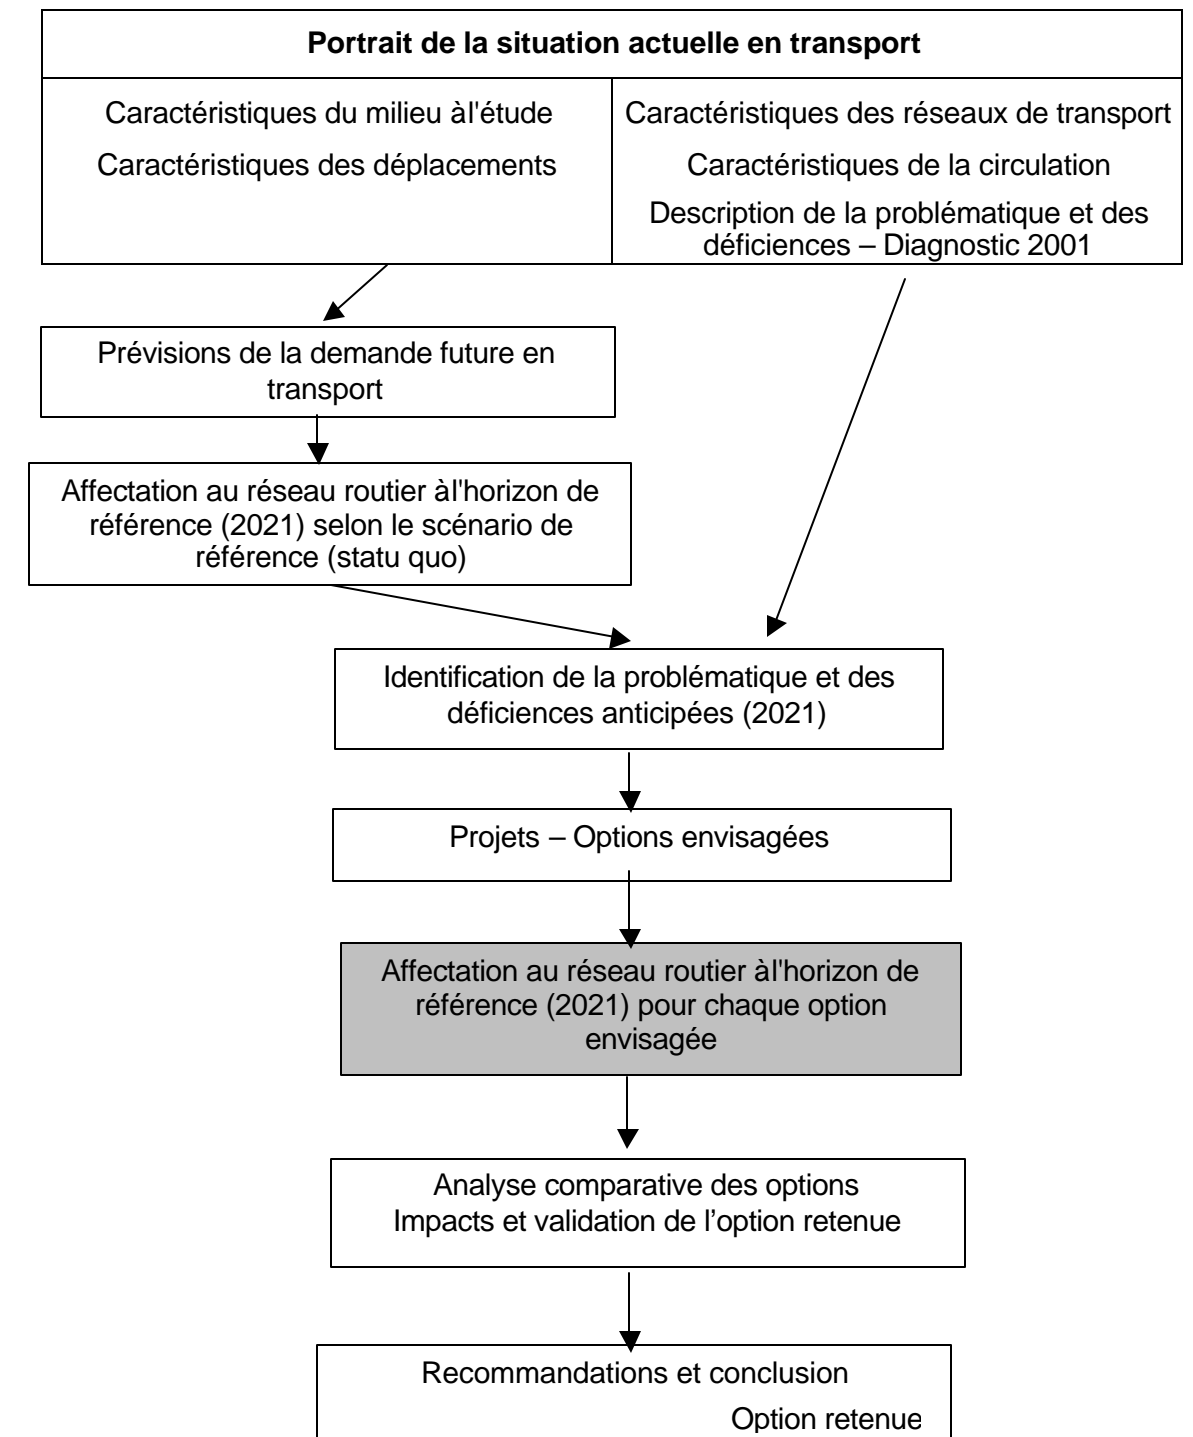 Portrait de la situation actuelle en transport
Caractéristiques du milieu àl'étude
Caractéristiques des déplacements
Caractéristiques des réseaux de transport
Caractéristiques de la circulation
Description de la problématique et des
déficiences – Diagnostic 2001
Prévisions de la demande future en
transport
Affectation au réseau routier àl'horizon de
référence (2021) selon le scénario de
référence (statu quo)
Identification de la problématique et des
déficiences anticipées (2021)
Projets – Options envisagées
Affectation au réseau routier àl'horizon de
référence (2021) pour chaque option
envisagée
Analyse comparative des options
Impacts et validation de l’option retenue
Recommandations et conclusion
Option retenue